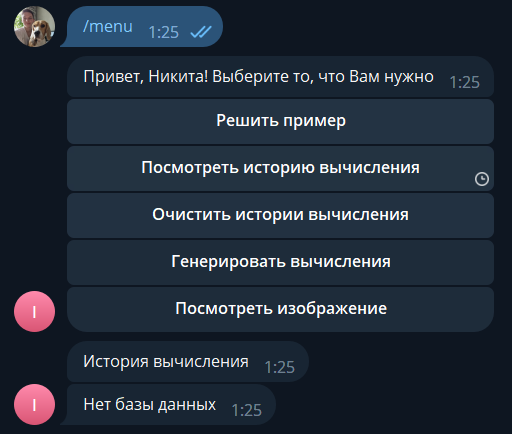 /menu 1:25
Привет, Никита! Выберите то, что Вам нужно 1:25
Решить пример
Посмотреть историю вычисления
Очистить истории вычисления
Генерировать вычисления
Посмотреть изображение
I
История вычисления 1:25
Нет базы данных 1:25
I